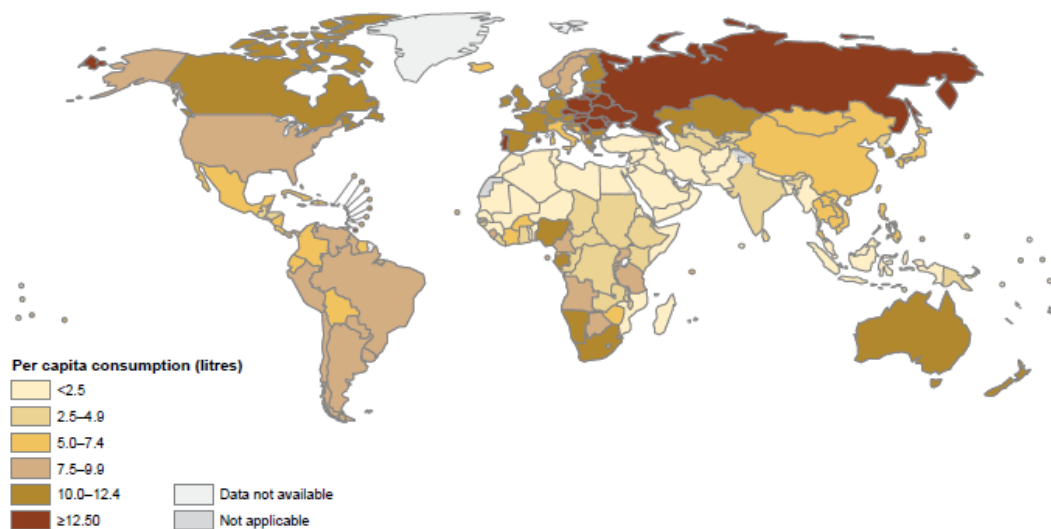 Per capita consumption (litres)
<2.5
2.5–4.9
5.0–7.4
7.5–9.9
10.0–12.4
≥12.50
Data not available
Not applicable